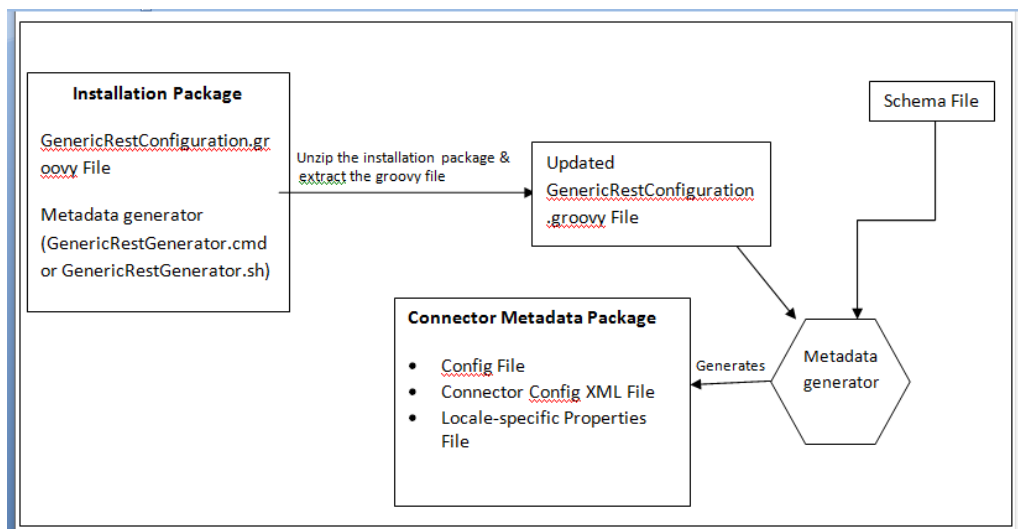 Installation Package
GenericRestConfiguration.gr
oovy File
Metadata generator
(GenericRestGenerator.cmd
or GenericRestGenerator.sh)
Unzip the installation package &
extract the groovy file
Updated
GenericRestConfiguration
.groovy File
Schema File
Connector Metadata Package
• Config File
• Connector Config XML File
• Locale-specific Properties
File
Generates
Metadata
generator